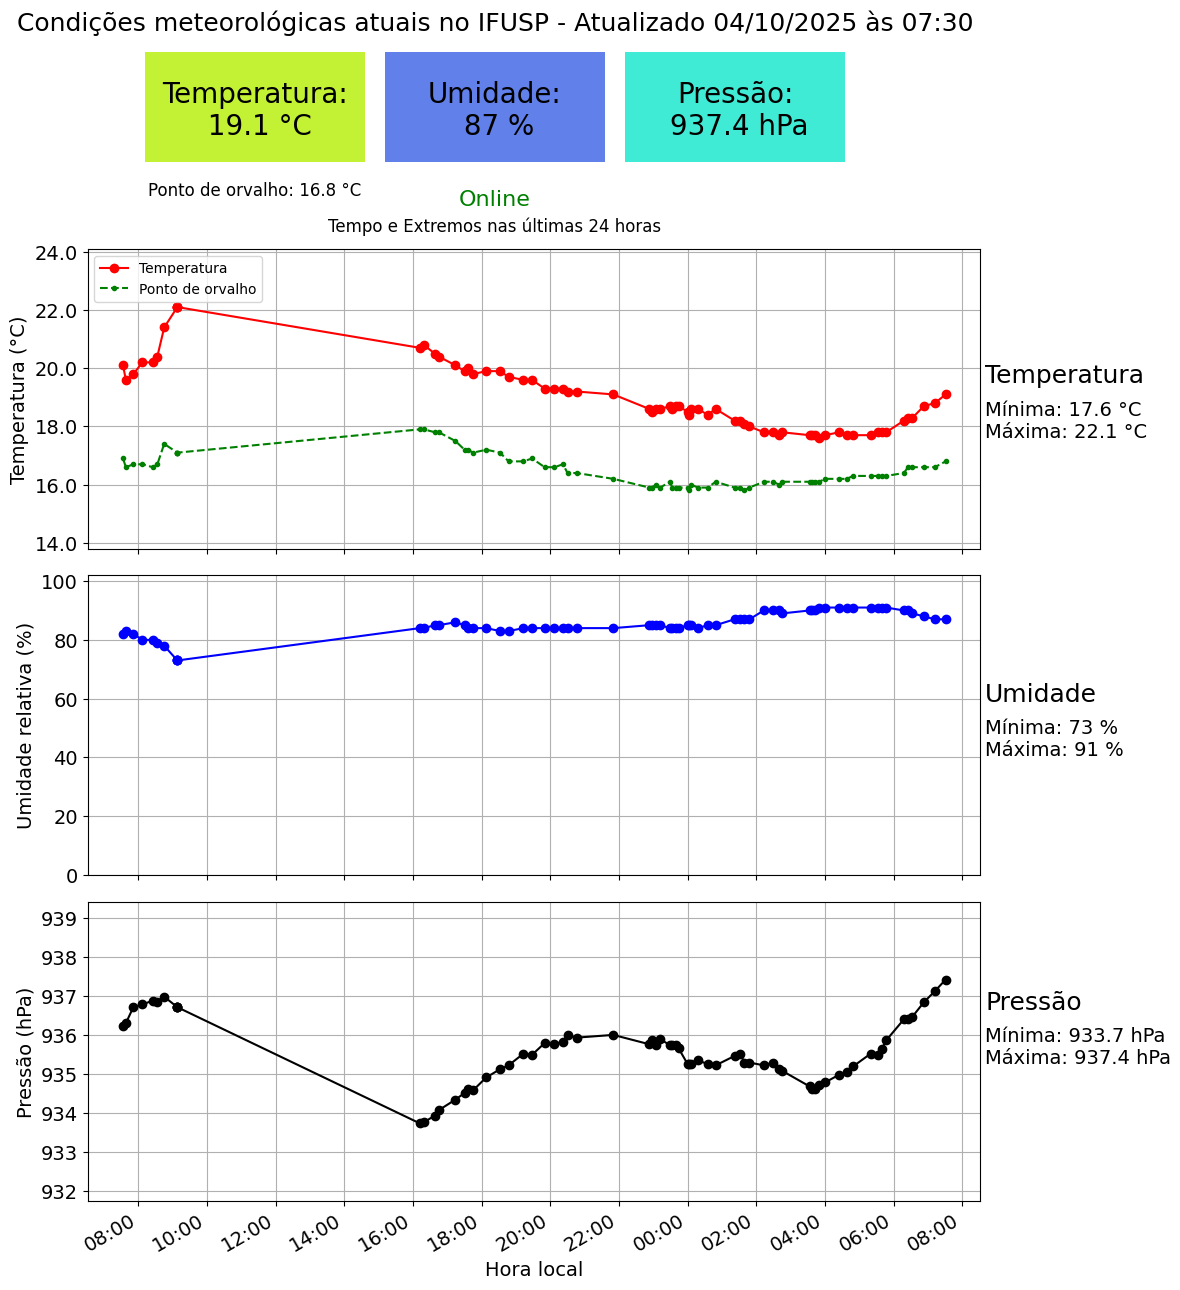 Condições meteorológicas atuais no IFUSP - Atualizado 04/10/2025 às 07:30
Temperatura:
19.1 °C
Umidade:
87 %
Pressão:
937.4 hPa
Ponto de orvalho: 16.8 °C
Online
Tempo e Extremos nas últimas 24 horas
Temperatura (°C)
24.0
22.0
20.0
18.0
16.0
14.0
Temperatura
Ponto de orvalho
Temperatura
Mínima: 17.6 °C
Máxima: 22.1 °C
Umidade relativa (%)
100
80
60
40
20
0
Umidade
Mínima: 73 %
Máxima: 91 %
Pressão (hPa)
939
938
937
936
935
934
933
932
Pressão
Mínima: 933.7 hPa
Máxima: 937.4 hPa
08:00
10:00
12:00
14:00
16:00
18:00
20:00
22:00
00:00
02:00
04:00
06:00
08:00
Hora local